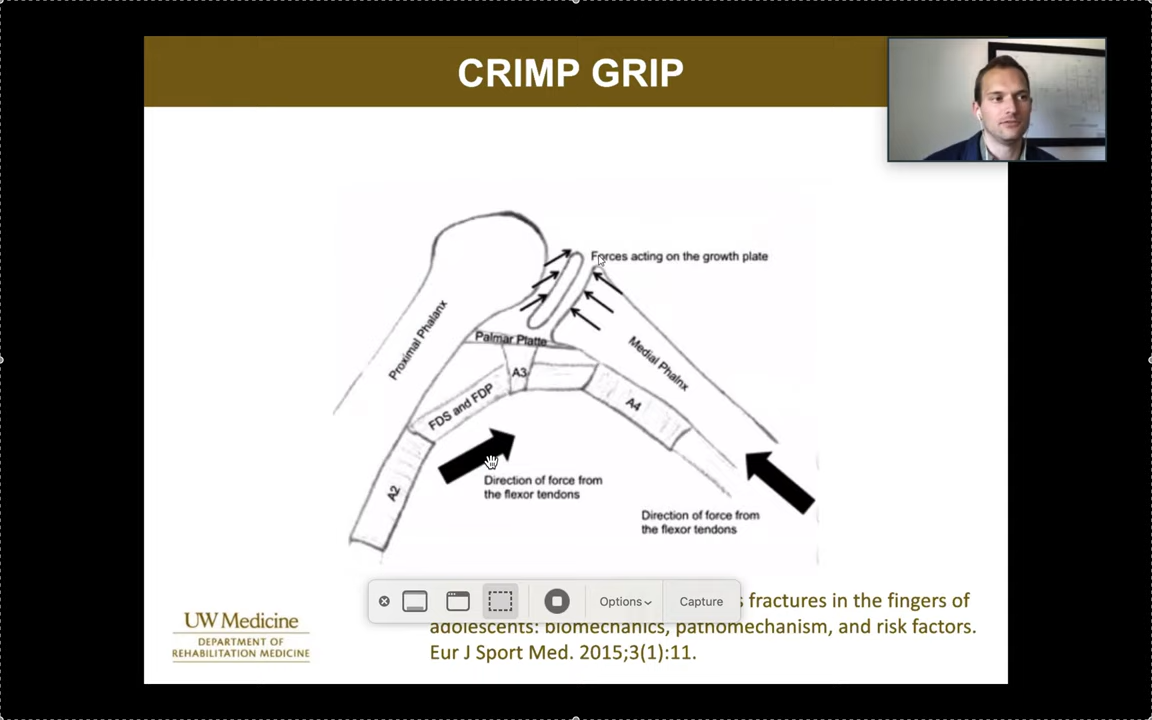 CRIMP GRIP
Forces acting on the growth plate
Proximal Phalanx
Palmar Platte
Medial Phalnx
A3
FDS and FDP
A4
A2
Direction of force from
the flexor tendons
Direction of force from
the flexor tendons
Options
Capture
UW Medicine
DEPARTMENT OF
REHABILITATION MEDICINE
s fractures in the fingers of
adolescents: biomechanics, pathomechanism, and risk factors.
Eur J Sport Med. 2015;3(1):11.